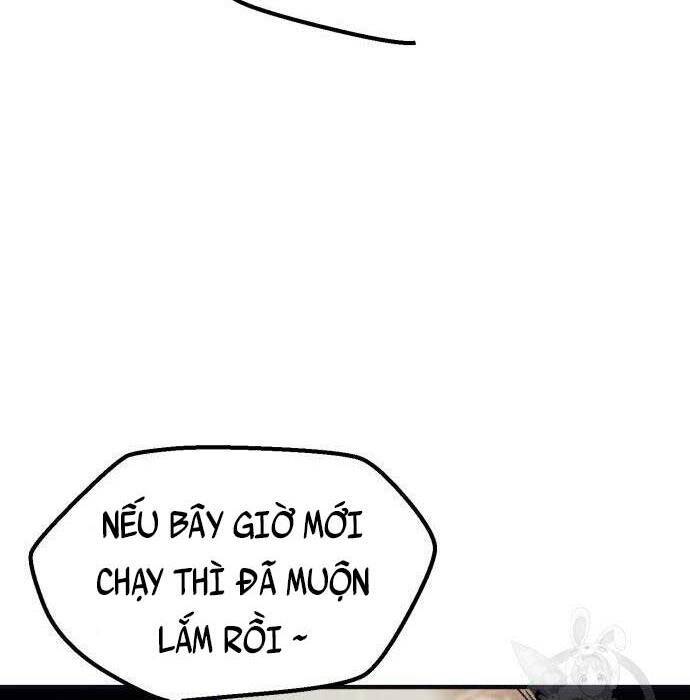 NẾU BÂY GIỜ MỚI
CHẠY THÌ ĐÃ MUỘN
LẮM RỒI ~